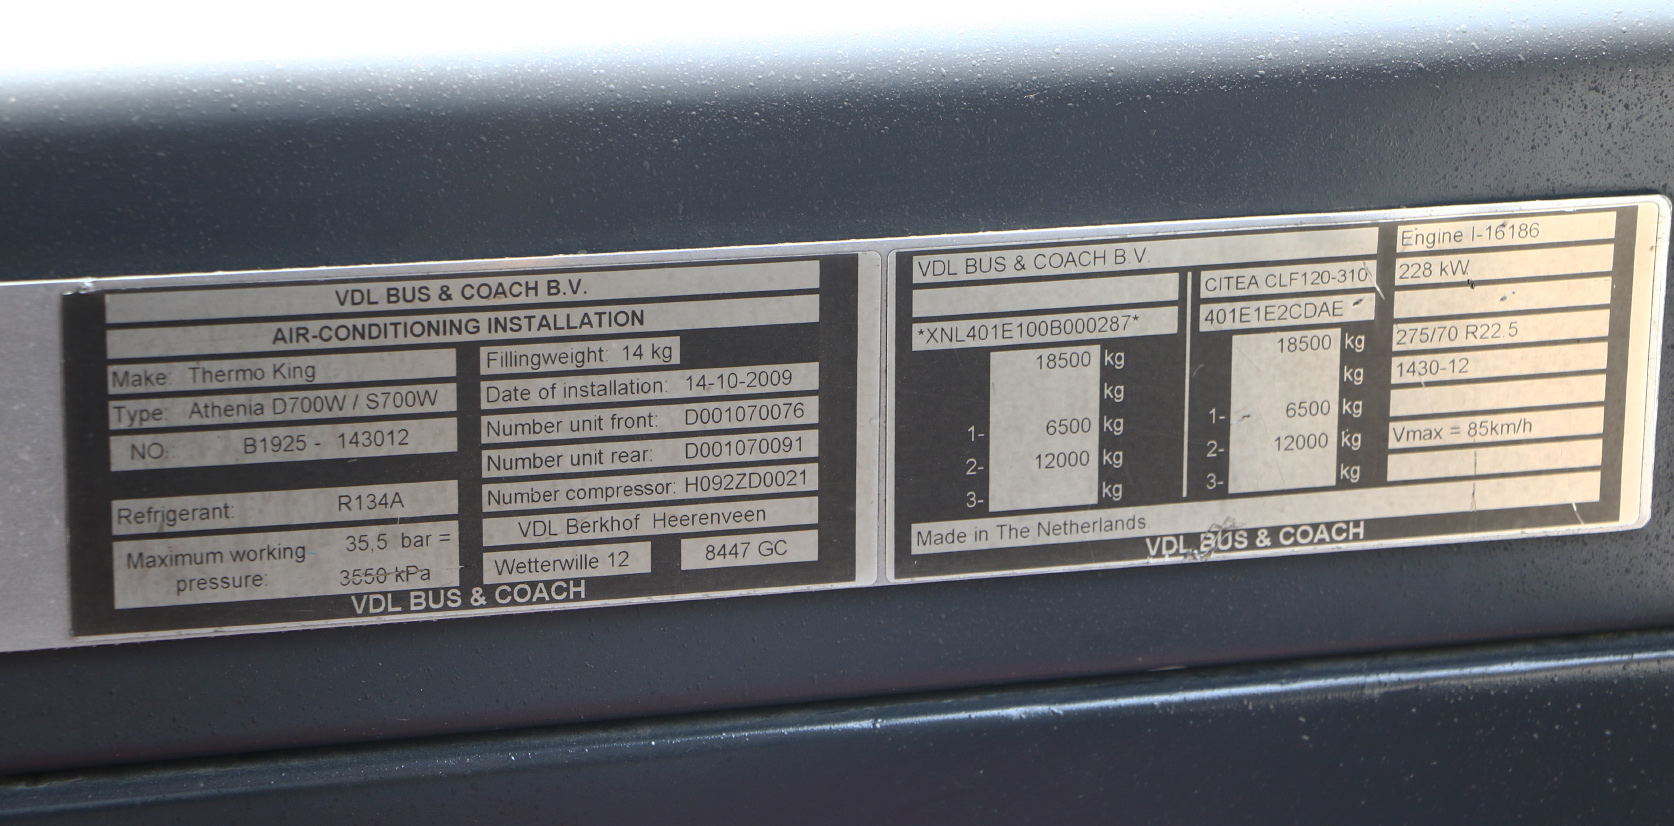 VDL BUS & COACH B.V.
AIR-CONDITIONING INSTALLATION
Make: Thermo King
Type: Athenia D700W / S700W
NO.: B1925 - 143012
Refrigerant: R134A
Maximum working pressure: 35,5 bar =
3550 kPa
Fillingweight: 14 kg
Date of installation: 14-10-2009
Number unit front: D001070076
Number unit rear: D001070091
Number compressor: H092ZD0021
VDL Berkhof Heerenveen
Wetterwille 12 8447 GC
VDL BUS & COACH
VDL BUS & COACH B.V.
*XNL401E100B000287*
18500 kg
kg
1- 6500 kg
2- 12000 kg
3- kg
CITEA CLF120-310
401E1E2CDAE
18500 kg
kg
1- 6500 kg
2- 12000 kg
3- kg
Engine I-16186
228 kW
275/70 R22.5
1430-12
Vmax = 85km/h
Made in The Netherlands.
VDL BUS & COACH